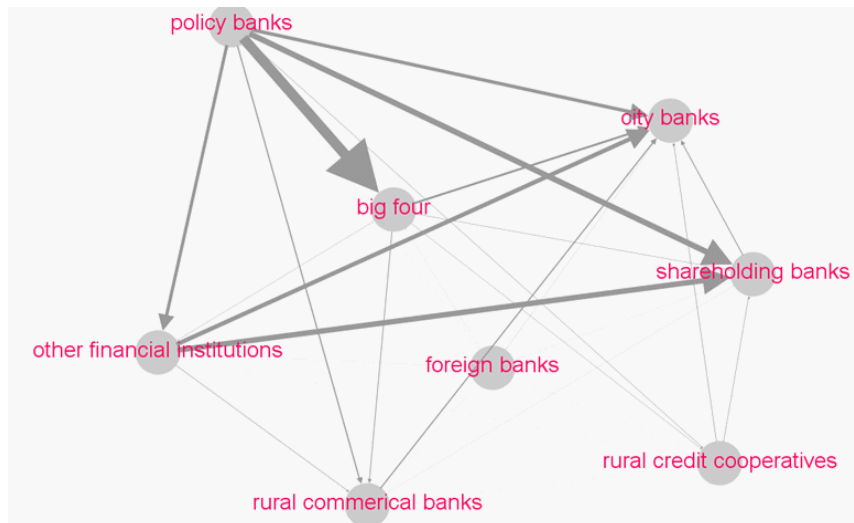 policy banks
city banks
big four
shareholding banks
other financial institutions
foreign banks
rural credit cooperatives
rural commerical banks